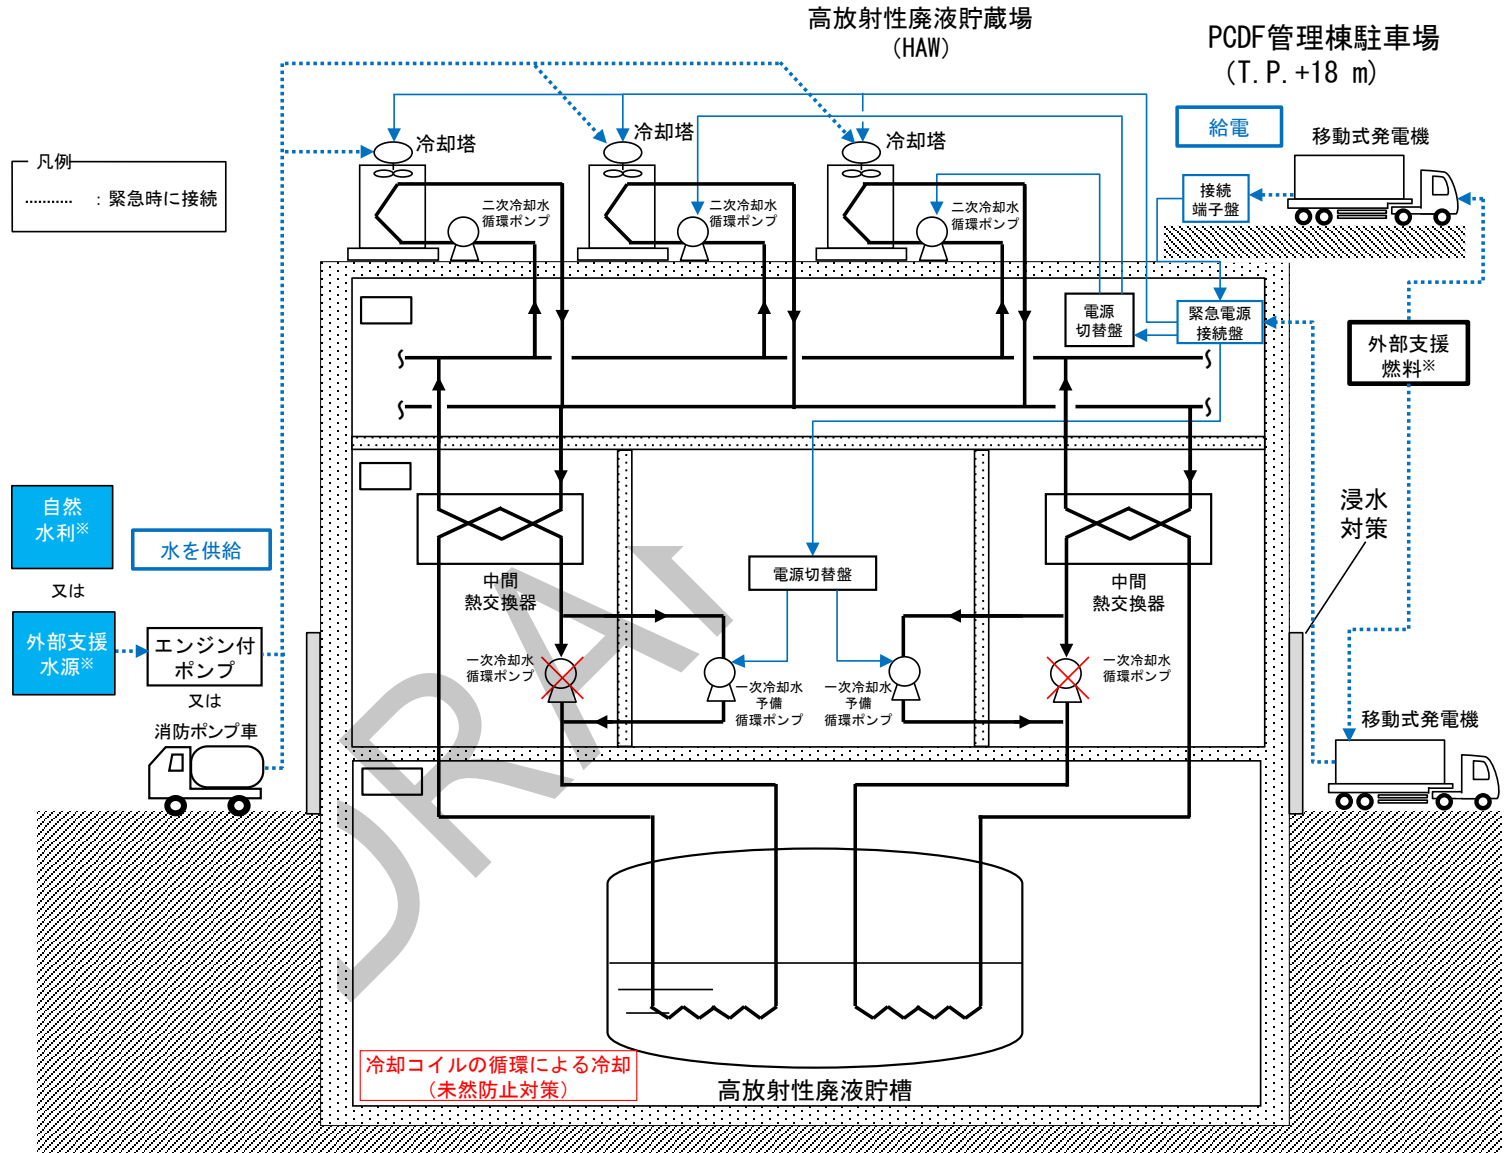 高放射性廃液貯蔵場
(HAW)
PCDF管理棟駐車場
(T.P.+18 m)
給電
移動式発電機
接続
端子盤
凡例
………… ：緊急時に接続
冷却塔
冷却塔
冷却塔
二次冷却水
循環ポンプ
二次冷却水
循環ポンプ
二次冷却水
循環ポンプ
電源
切替盤
緊急電源
接続盤
外部支援
燃料※
自然
水利※
水を供給
又は
外部支援
水源※
エンジン付
ポンプ
又は
消防ポンプ車
浸水
対策
中間
熱交換器
電源切替盤
中間
熱交換器
一次冷却水
循環ポンプ
一次冷却水
予備
循環ポンプ
一次冷却水
予備
循環ポンプ
一次冷却水
循環ポンプ
移動式発電機
冷却コイルの循環による冷却
(未然防止対策)
高放射性廃液貯槽
DRAF